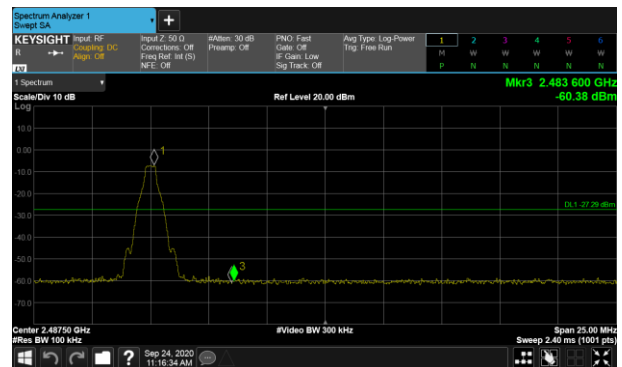 Spectrum Analyzer 1
Swept SA
KEYSIGHT Input: RF
R Coupling: DC
Align: Off
LXI
Input Z: 50 Ω
Corrections: Off
Freq Ref: Int (S)
NFE: Off
#Atten: 30 dB
Preamp: Off
PNO: Fast
Gate: Off
IF Gain: Low
Sig Track: Off
Avg Type: Log-Power
Trig: Free Run
1 2 3 4 5 6
M W W W W W
P N N N N N
1 Spectrum
Mkr3 2.483 600 GHz
-60.38 dBm
Scale/Div 10 dB
Ref Level 20.00 dBm
Log
10.0
0.00
-10.0
-20.0
-30.0
-40.0
-50.0
-60.0
-70.0
1
3
DL1 -27.29 dBm
Center 2.48750 GHz
#Video BW 300 kHz
Span 25.00 MHz
#Res BW 100 kHz
Sweep 2.40 ms (1001 pts)
? Sep 24, 2020
11:16:34 AM